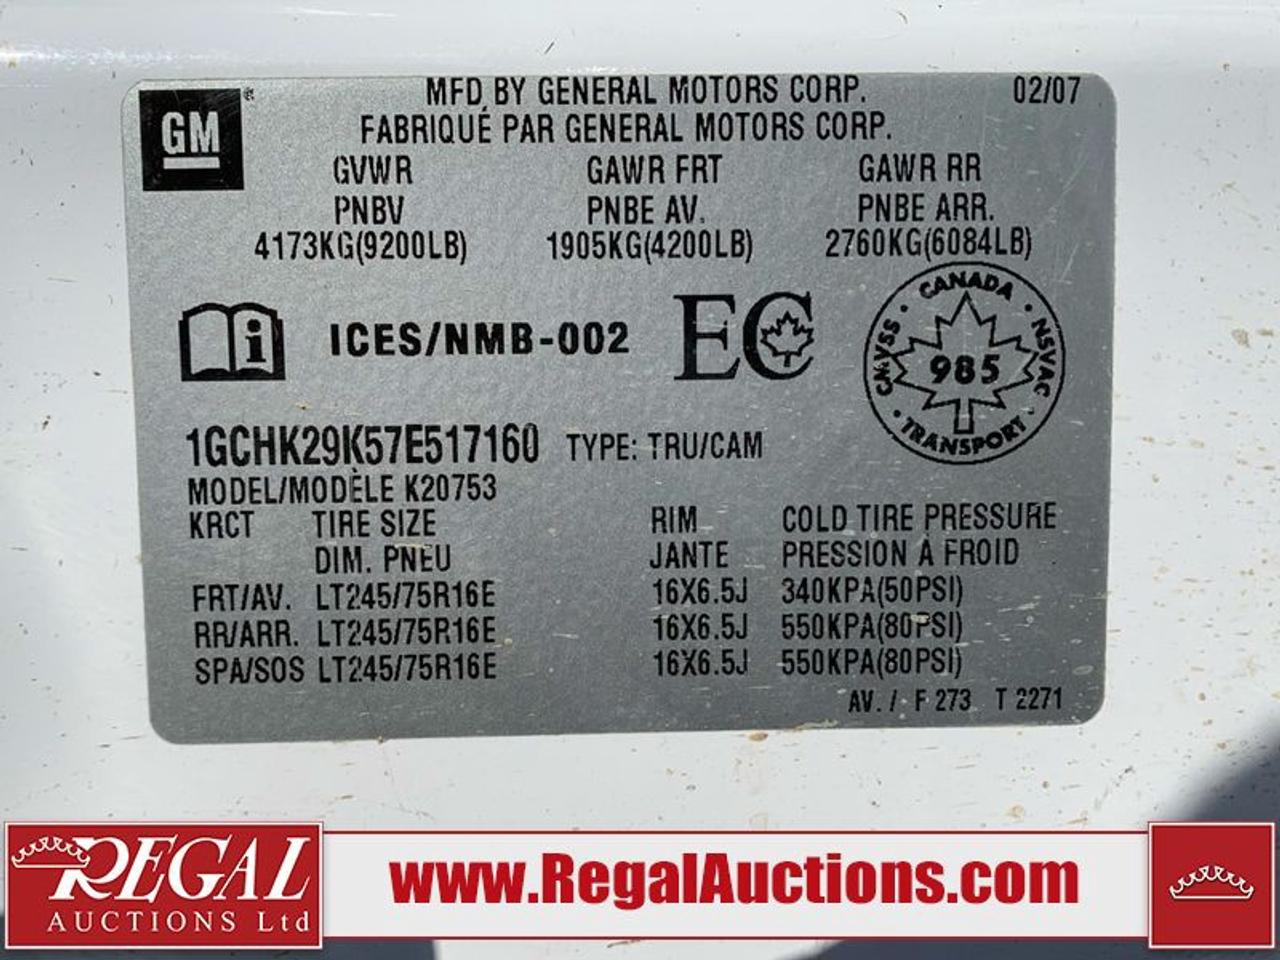 GM
MFD BY GENERAL MOTORS CORP. 02/07
FABRIQUÉ PAR GENERAL MOTORS CORP.
GVWR GAWR FRT GAWR RR
PNBV PNBE AV. PNBE ARR.
4173KG(9200LB) 1905KG(4200LB) 2760KG(6084LB)
i ICES/NMB-002 EC
CANADA
CMVSS 985 NSVAC
TRANSPORT
1GCHK29K57E517160 TYPE: TRU/CAM
MODEL/MODÈLE K20753
KRCT TIRE SIZE RIM COLD TIRE PRESSURE
DIM. PNEU JANTE PRESSION À FROID
FRT/AV. LT245/75R16E 16X6.5J 340KPA(50PSI)
RR/ARR. LT245/75R16E 16X6.5J 550KPA(80PSI)
SPA/SOS LT245/75R16E 16X6.5J 550KPA(80PSI)
AV. / F 273 T 2271
REGAL
AUCTIONS Ltd
www.RegalAuctions.com